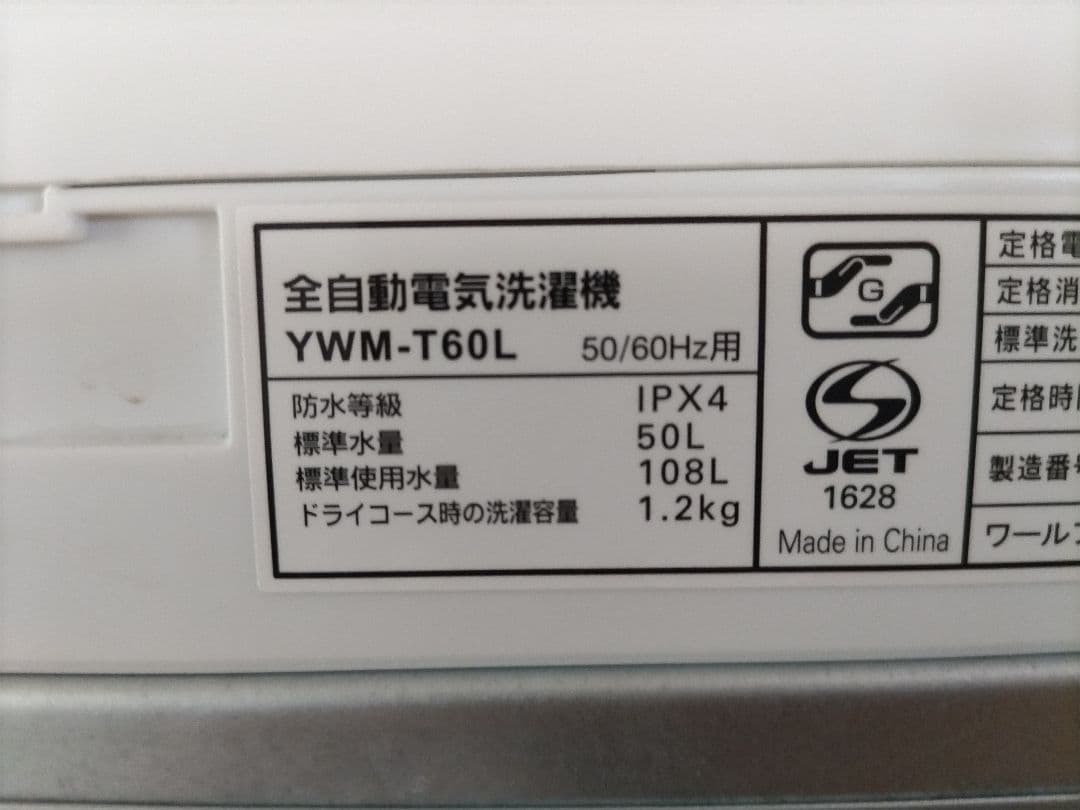 全自動電気洗濯機
YWM-T60L 50/60Hz用
防水等級 IPX4
標準水量 50L
標準使用水量 108L
ドライコース時の洗濯容量 1.2kg
G
JET
1628
Made in China
定格電
定格消
標準洗
定格時
製造番
ワール